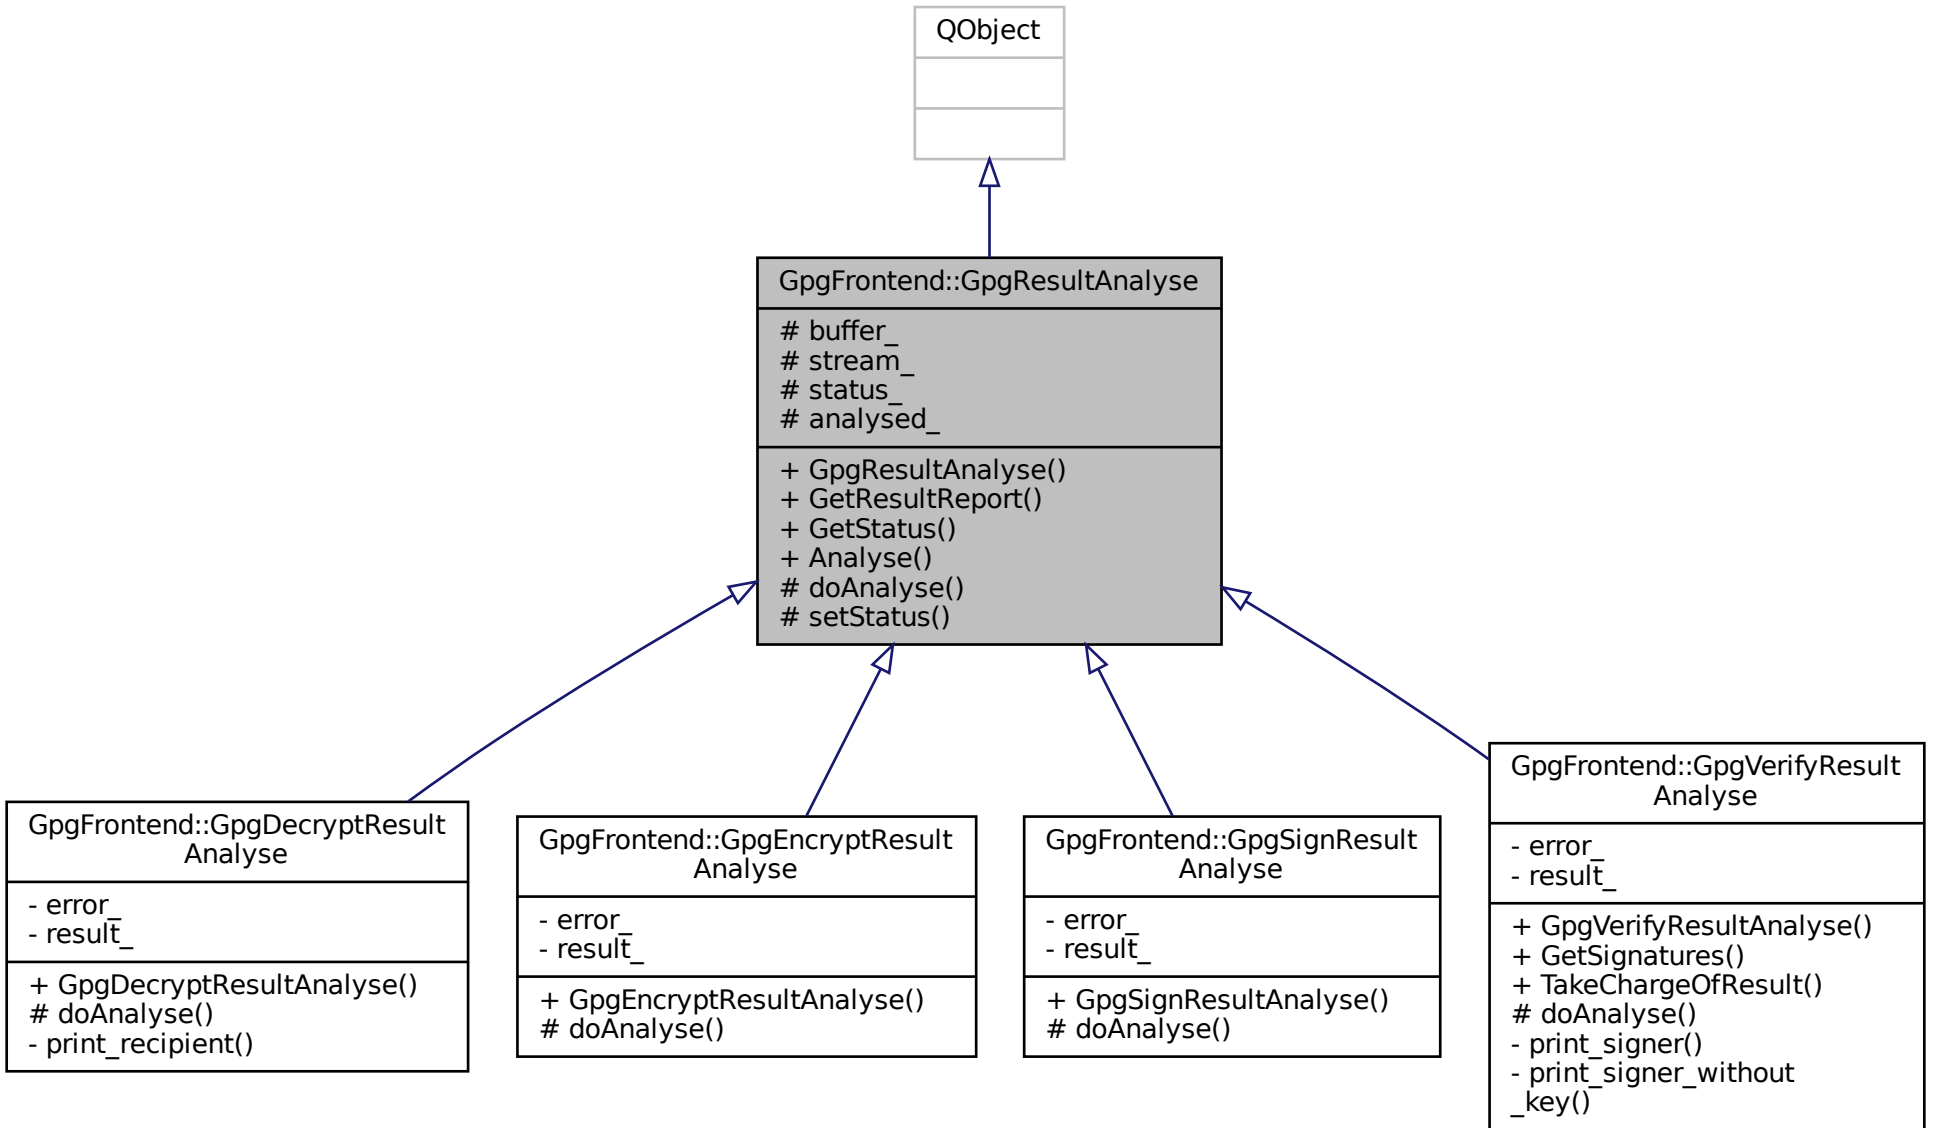 QObject
GpgFrontend::GpgResultAnalyse
# buffer_
# stream_
# status_
# analysed_
+ GpgResultAnalyse()
+ GetResultReport()
+ GetStatus()
+ Analyse()
# doAnalyse()
# setStatus()
GpgFrontend::GpgDecryptResult
Analyse
- error_
- result_
+ GpgDecryptResultAnalyse()
# doAnalyse()
- print_recipient()
GpgFrontend::GpgEncryptResult
Analyse
- error_
- result_
+ GpgEncryptResultAnalyse()
# doAnalyse()
GpgFrontend::GpgSignResult
Analyse
- error_
- result_
+ GpgSignResultAnalyse()
# doAnalyse()
GpgFrontend::GpgVerifyResult
Analyse
- error_
- result_
+ GpgVerifyResultAnalyse()
+ GetSignatures()
+ TakeChargeOfResult()
# doAnalyse()
- print_signer()
- print_signer_without
_key()